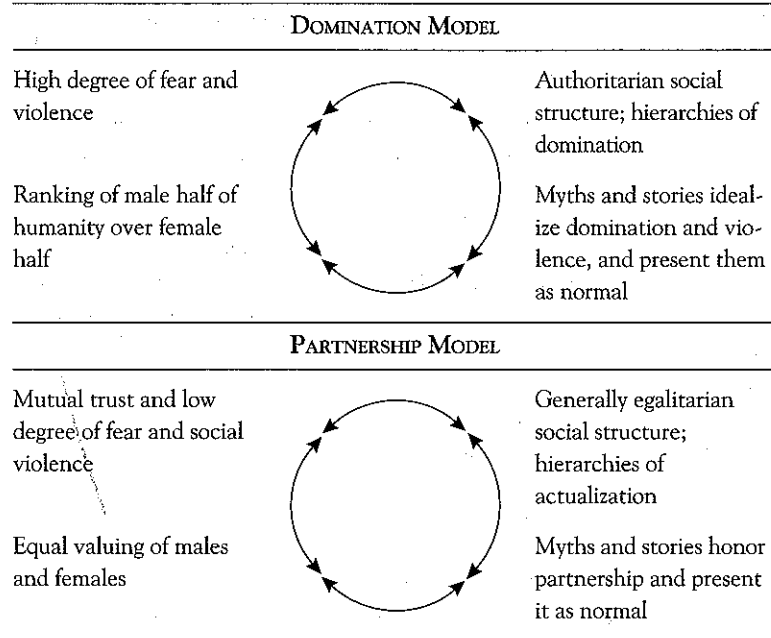 DOMINATION MODEL
High degree of fear and
violence
Authoritarian social
structure; hierarchies of
domination
Ranking of male half of
humanity over female
half
Myths and stories ideal-
ize domination and vio-
lence, and present them
as normal
PARTNERSHIP MODEL
Mutual trust and low
degree of fear and social
violence
Generally egalitarian
social structure;
hierarchies of
actualization
Equal valuing of males
and females
Myths and stories honor
partnership and present
it as normal